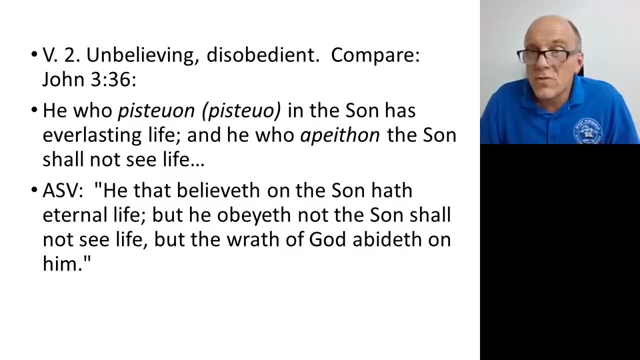 • V. 2. Unbelieving, disobedient. Compare:
John 3:36:
• He who pisteuon (pisteuo) in the Son has
everlasting life; and he who apeithon the Son
shall not see life…
• ASV: "He that believeth on the Son hath
eternal life; but he obeyeth not the Son shall
not see life, but the wrath of God abideth on
him."